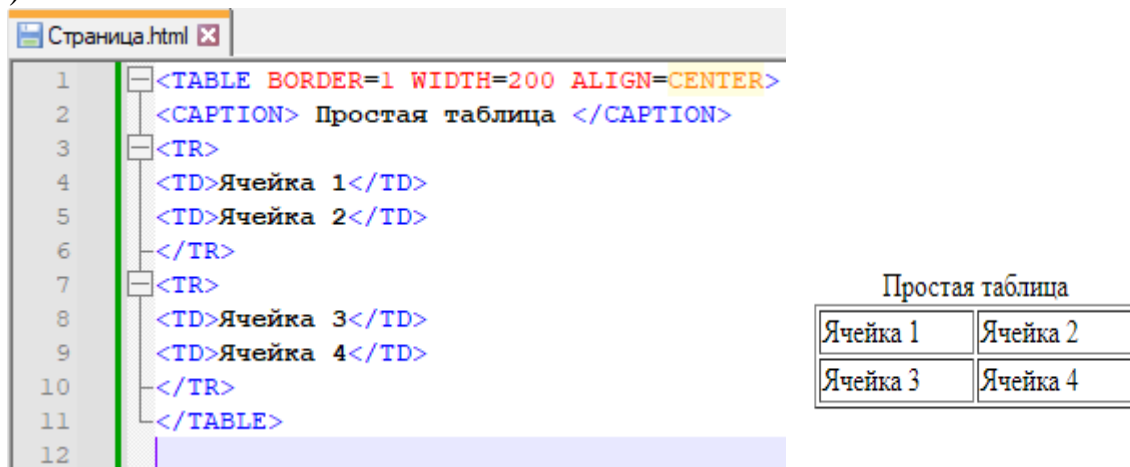 )
Страница.html
1 <TABLE BORDER=1 WIDTH=200 ALIGN=CENTER>
2 <CAPTION> Простая таблица </CAPTION>
3 <TR>
4 <TD>Ячейка 1</TD>
5 <TD>Ячейка 2</TD>
6 </TR>
7 <TR>
8 <TD>Ячейка 3</TD>
9 <TD>Ячейка 4</TD>
10 </TR>
11 </TABLE>
12
Простая таблица
Ячейка 1 Ячейка 2
Ячейка 3 Ячейка 4